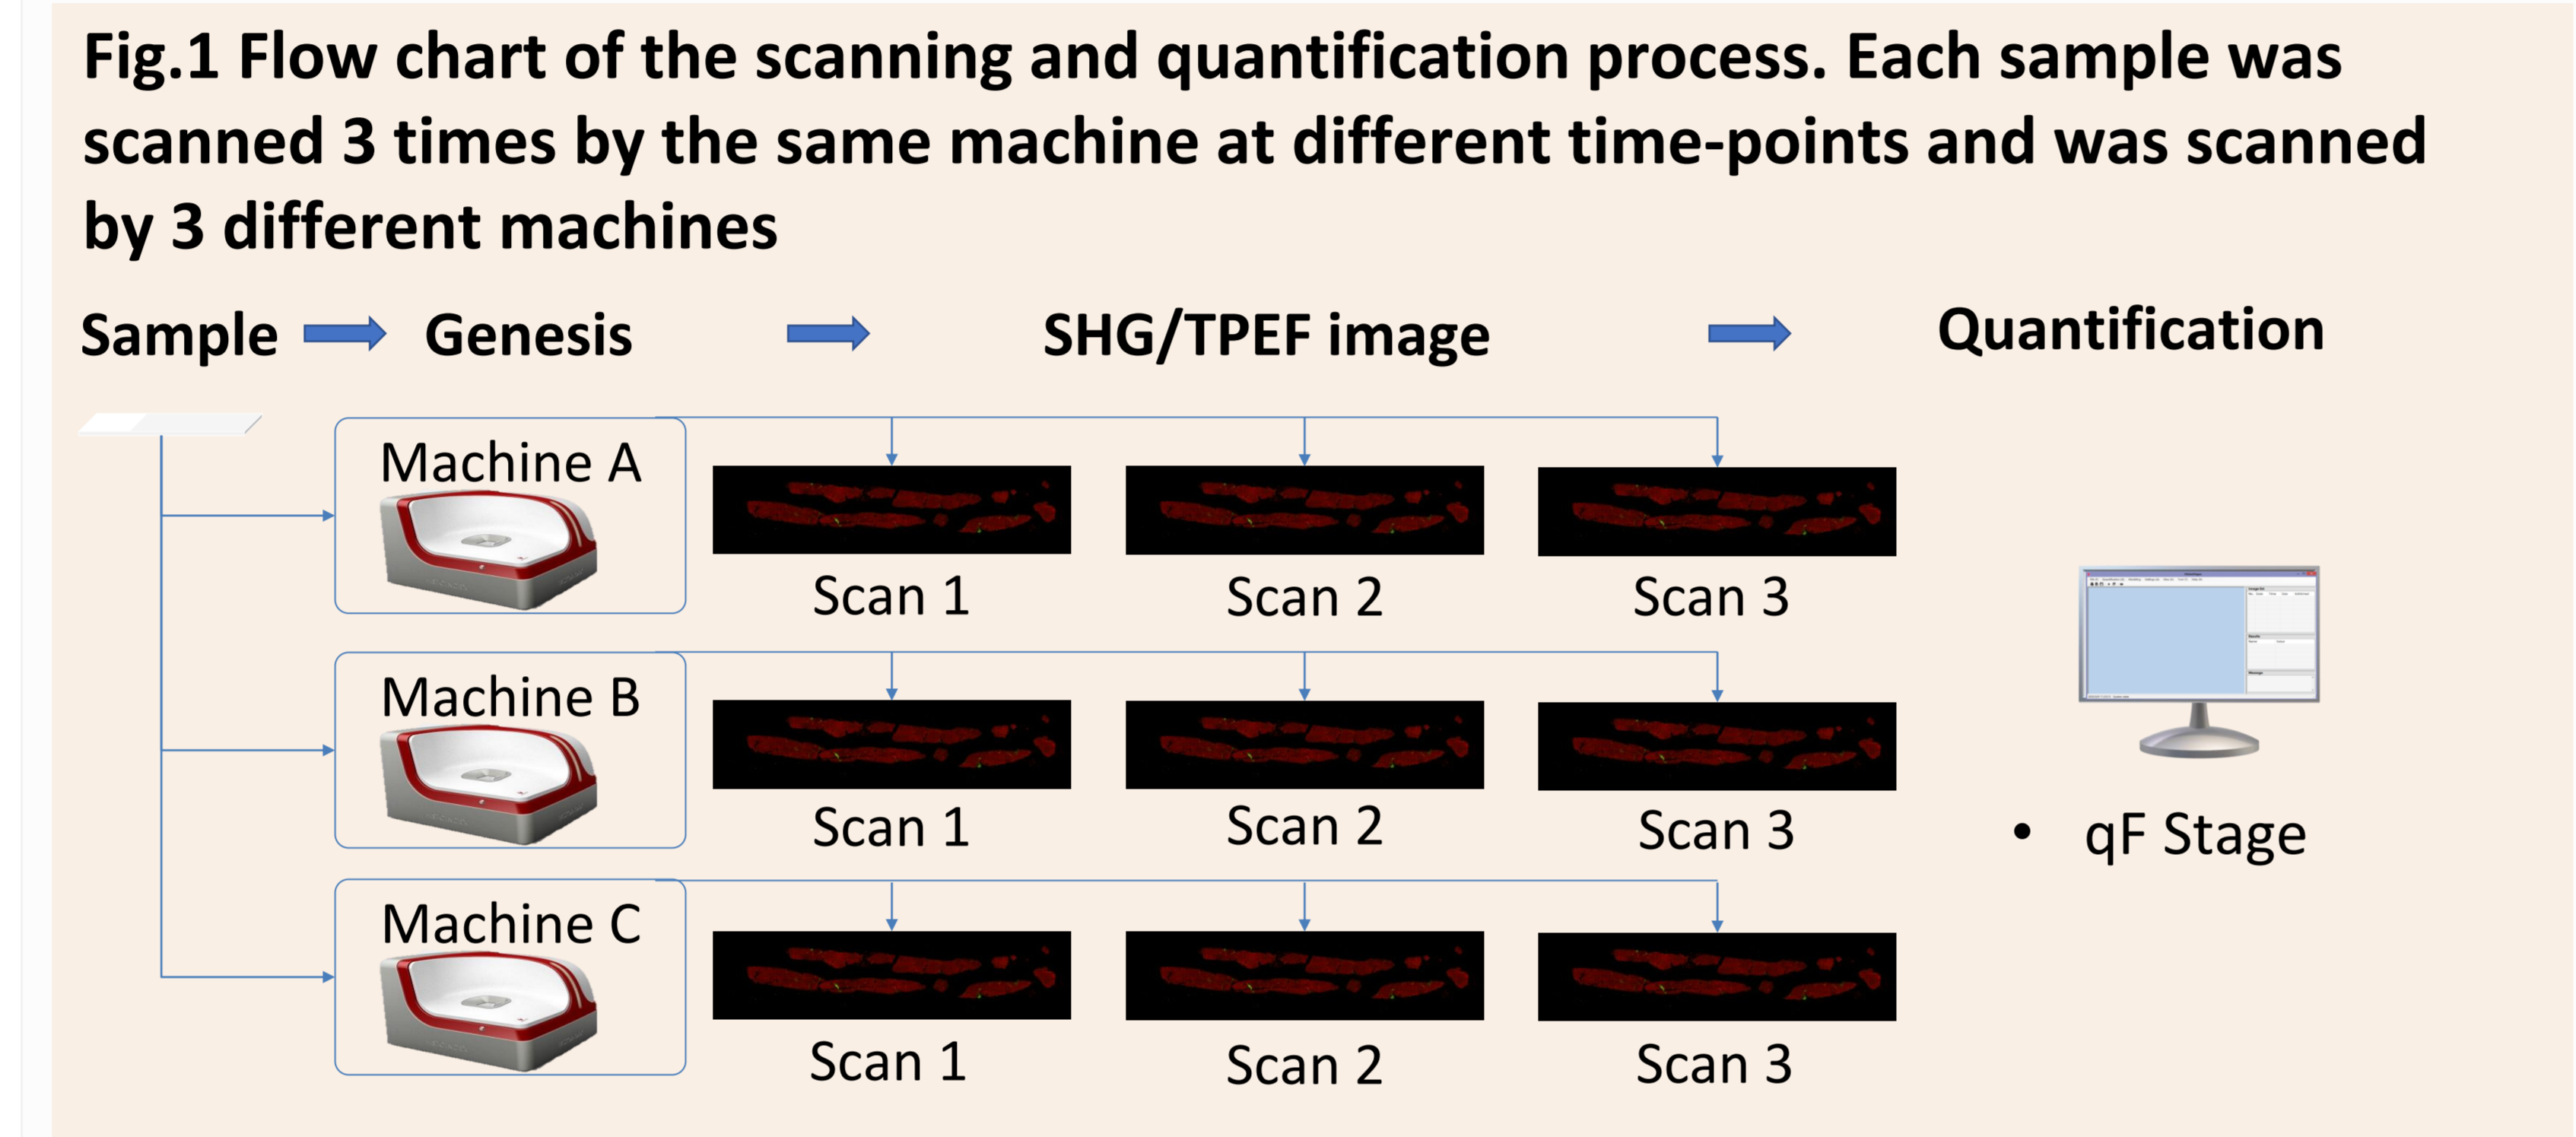 Fig.1 Flow chart of the scanning and quantification process. Each sample was
scanned 3 times by the same machine at different time-points and was scanned
by 3 different machines
Sample Genesis SHG/TPEF image Quantification
Machine A
Scan 1 Scan 2 Scan 3
Machine B
Scan 1 Scan 2 Scan 3
• qF Stage
Machine C
Scan 1 Scan 2 Scan 3